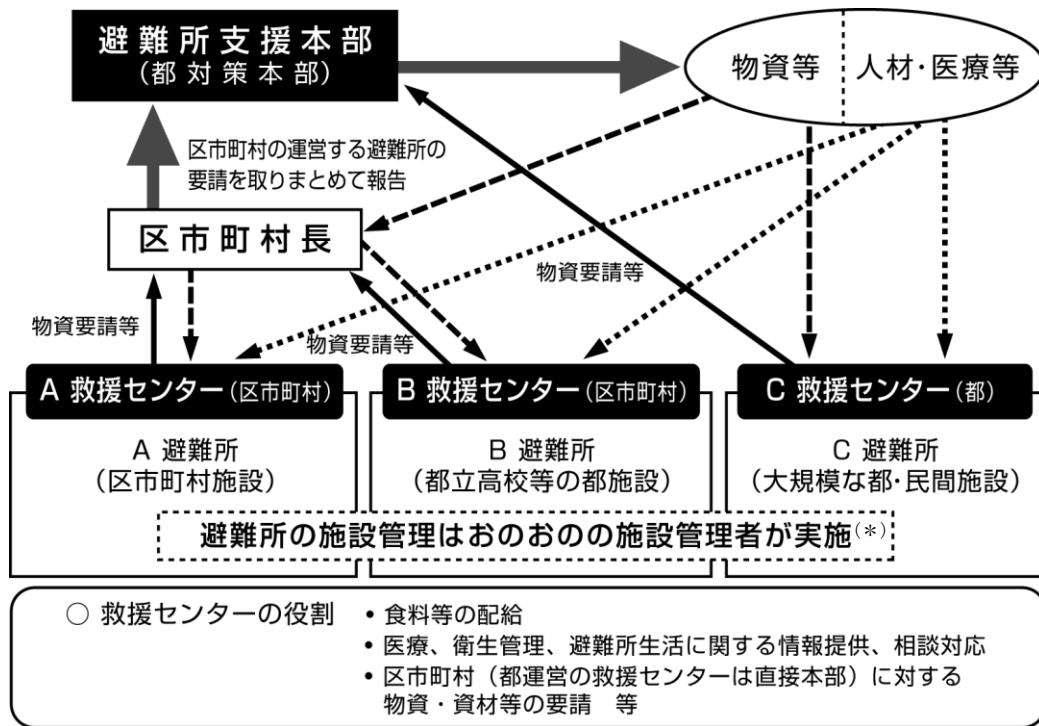 避難所支援本部
（都対策本部）
物資等 人材・医療等
区市町村の運営する避難所の
要請を取りまとめて報告
区市町村長
物資要請等
物資要請等
物資要請等
A 救援センター（区市町村）
A 避難所
（区市町村施設）
B 救援センター（区市町村）
B 避難所
（都立高校等の都施設）
C 救援センター（都）
C 避難所
（大規模な都・民間施設）
避難所の施設管理はおのおのの施設管理者が実施(*)
○ 救援センターの役割
• 食料等の配給
• 医療、衛生管理、避難所生活に関する情報提供、相談対応
• 区市町村（都運営の救援センターは直接本部）に対する
物資・資材等の要請　等